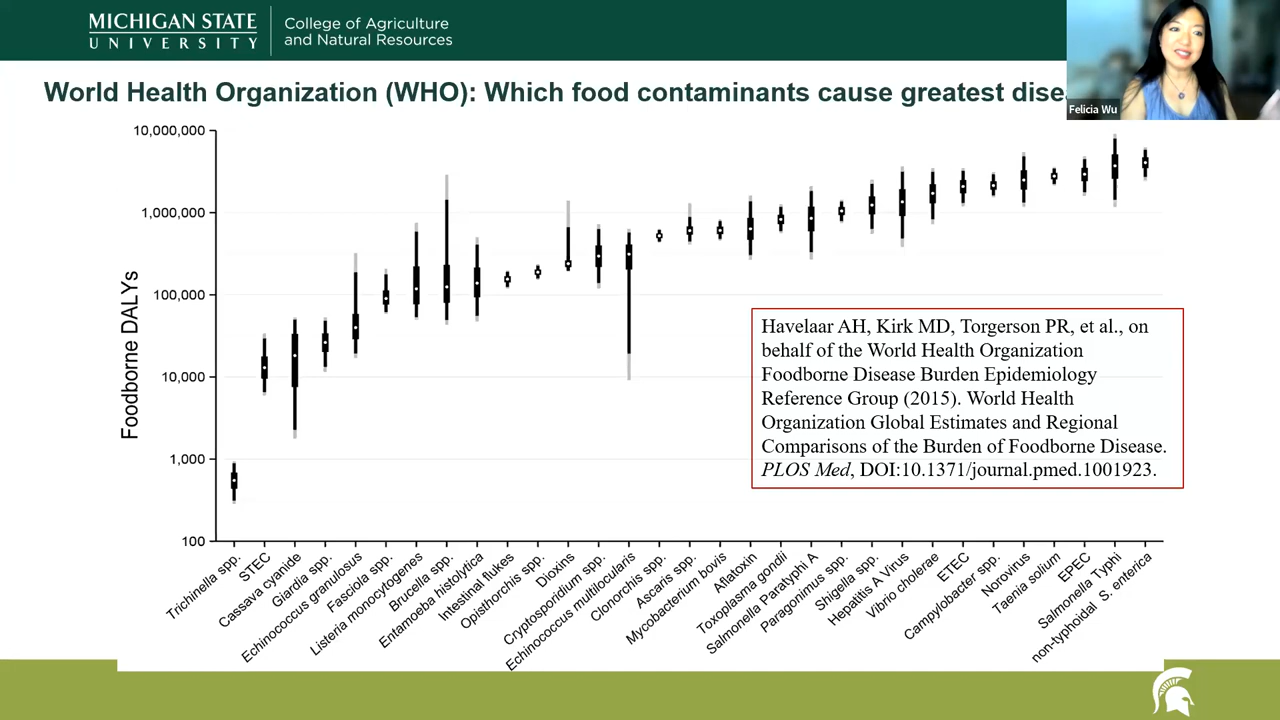 MICHIGAN STATE
UNIVERSITY
College of Agriculture
and Natural Resources
Felicia Wu
World Health Organization (WHO): Which food contaminants cause greatest
Foodborne DALYs
10,000,000
1,000,000
100,000
10,000
1,000
100
Havelaar AH, Kirk MD, Torgerson PR, et al., on
behalf of the World Health Organization
Foodborne Disease Burden Epidemiology
Reference Group (2015). World Health
Organization Global Estimates and Regional
Comparisons of the Burden of Foodborne Disease.
PLOS Med, DOI:10.1371/journal.pmed.1001923.
Trichinella spp.
STEC
Cassava cyanide
Giardia spp.
Echinococcus granulosus
Fasciola spp.
Listeria monocytogenes
Brucella spp.
Entamoeba histolytica
Intestinal flukes
Opisthorchis spp.
Dioxins
Cryptosporidium spp.
Echinococcus multilocularis
Clonorchis spp.
Ascaris spp.
Mycobacterium bovis
Aflatoxin
Toxoplasma gondii
Salmonella Paratyphi A
Paragonimus spp.
Shigella spp.
Hepatitis A Virus
Vibrio cholerae
ETEC
Campylobacter spp.
Norovirus
Taenia solium
EPEC
Salmonella Typhi
non-typhoidal S. enterica